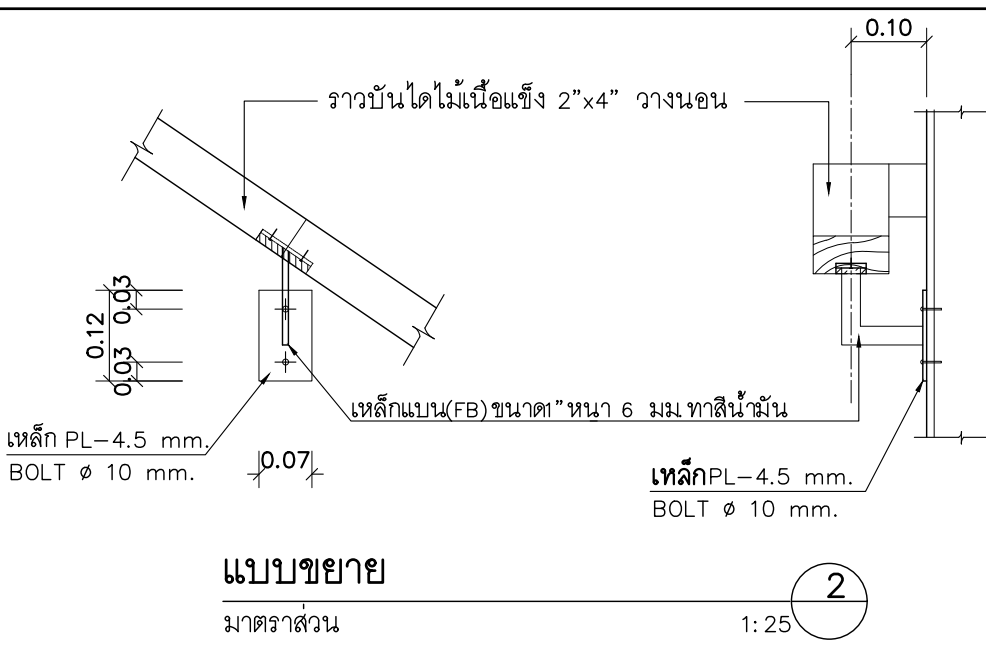 0.10
ราวบันไดไม้เนื้อแข็ง 2"x4" วางนอน
0.03
0.12
0.03
เหล็กแบน(FB)ขนาด1"หนา 6 มม.ทาสีน้ำมัน
เหล็ก PL-4.5 mm.
BOLT ø 10 mm.
0.07
เหล็กPL-4.5 mm.
BOLT ø 10 mm.
แบบขยาย
2
มาตราส่วน 1:25